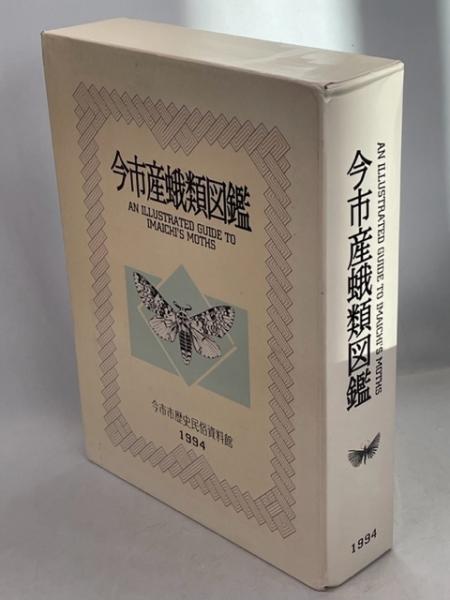 今市産蛾類図鑑
AN ILLUSTRATED GUIDE TO
IMAICHI'S MOTHS
今市市歴史民俗資料館
1994
AN ILLUSTRATED GUIDE TO IMAICHI'S MOTHS
今市産蛾類図鑑
1994